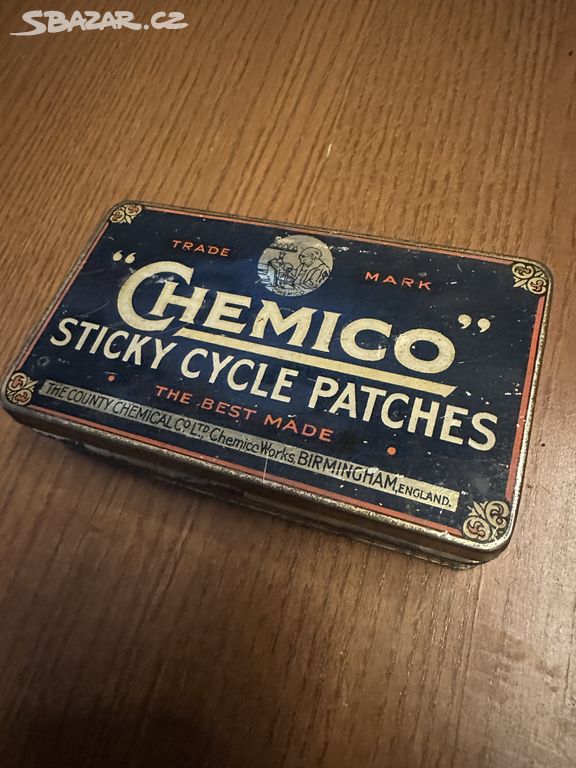 SBAZAR.CZ
TRADE MARK
CHEMICO
"CHEMICO"
STICKY CYCLE PATCHES
THE BEST MADE
THE COUNTY CHEMICAL CO LTD, Chemico Works, BIRMINGHAM, ENGLAND.